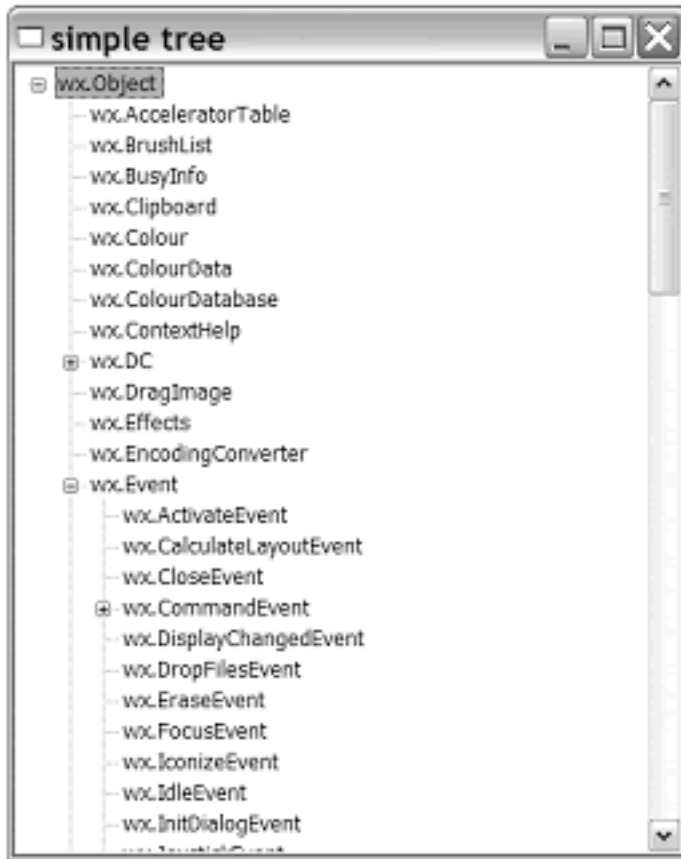 simple tree
wx.Object
wx.AcceleratorTable
wx.BrushList
wx.BusyInfo
wx.Clipboard
wx.Colour
wx.ColourData
wx.ColourDatabase
wx.ContextHelp
wx.DC
wx.DragImage
wx.Effects
wx.EncodingConverter
wx.Event
wx.ActivateEvent
wx.CalculateLayoutEvent
wx.CloseEvent
wx.CommandEvent
wx.DisplayChangedEvent
wx.DropFilesEvent
wx.EraseEvent
wx.FocusEvent
wx.IconizeEvent
wx.IdleEvent
wx.InitDialogEvent